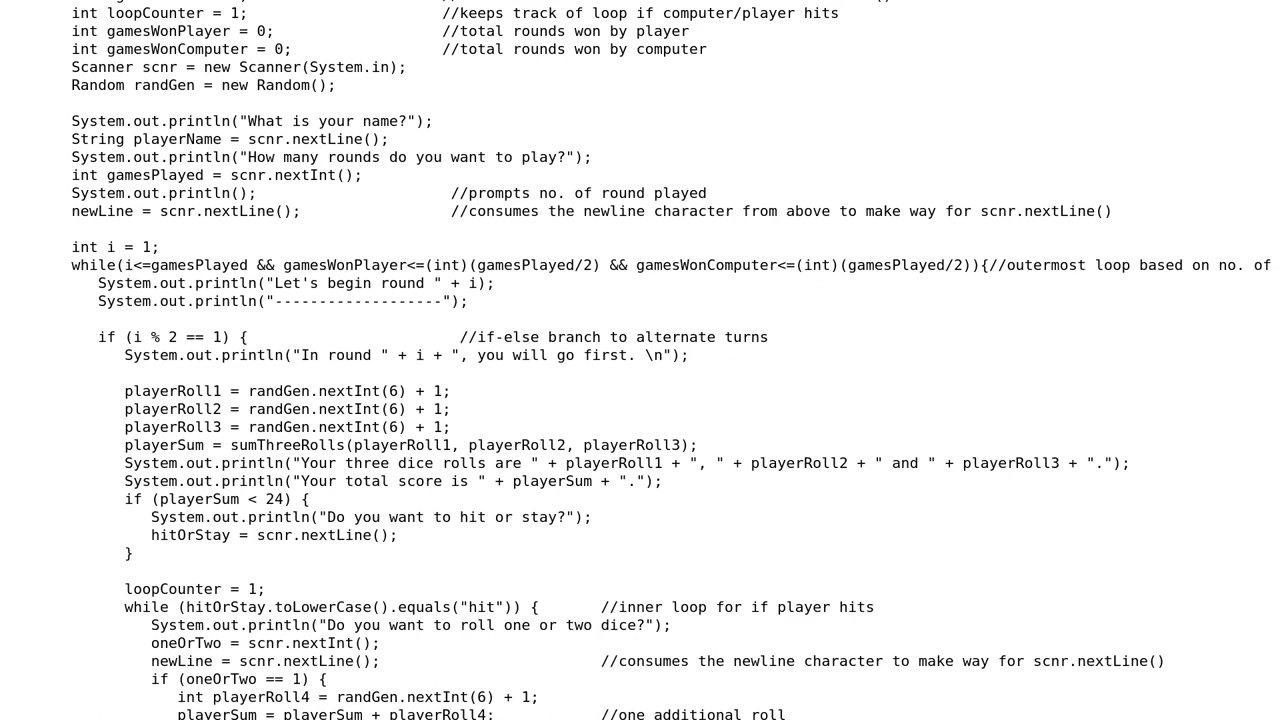 int loopCounter = 1;                      //keeps track of loop if computer/player hits
int gamesWonPlayer = 0;                   //total rounds won by player
int gamesWonComputer = 0;                 //total rounds won by computer
Scanner scnr = new Scanner(System.in);
Random randGen = new Random();

System.out.println("What is your name?");
String playerName = scnr.nextLine();
System.out.println("How many rounds do you want to play?");
int gamesPlayed = scnr.nextInt();
System.out.println();                      //prompts no. of round played
newLine = scnr.nextLine();                 //consumes the newline character from above to make way for scnr.nextLine()

int i = 1;
while(i<=gamesPlayed && gamesWonPlayer<=(int)(gamesPlayed/2) && gamesWonComputer<=(int)(gamesPlayed/2)){//outermost loop based on no. of
   System.out.println("Let's begin round " + i);
   System.out.println("-------------------");

   if (i % 2 == 1) {                        //if-else branch to alternate turns
      System.out.println("In round " + i + ", you will go first. \n");

      playerRoll1 = randGen.nextInt(6) + 1;
      playerRoll2 = randGen.nextInt(6) + 1;
      playerRoll3 = randGen.nextInt(6) + 1;
      playerSum = sumThreeRolls(playerRoll1, playerRoll2, playerRoll3);
      System.out.println("Your three dice rolls are " + playerRoll1 + ", " + playerRoll2 + " and " + playerRoll3 + ".");
      System.out.println("Your total score is " + playerSum + ".");
      if (playerSum < 24) {
         System.out.println("Do you want to hit or stay?");
         hitOrStay = scnr.nextLine();
      }

      loopCounter = 1;
      while (hitOrStay.toLowerCase().equals("hit")) {       //inner loop for if player hits
         System.out.println("Do you want to roll one or two dice?");
         oneOrTwo = scnr.nextInt();
         newLine = scnr.nextLine();                         //consumes the newline character to make way for scnr.nextLine()
         if (oneOrTwo == 1) {
            int playerRoll4 = randGen.nextInt(6) + 1;
            playerSum = playerSum + playerRoll4;            //one additional roll